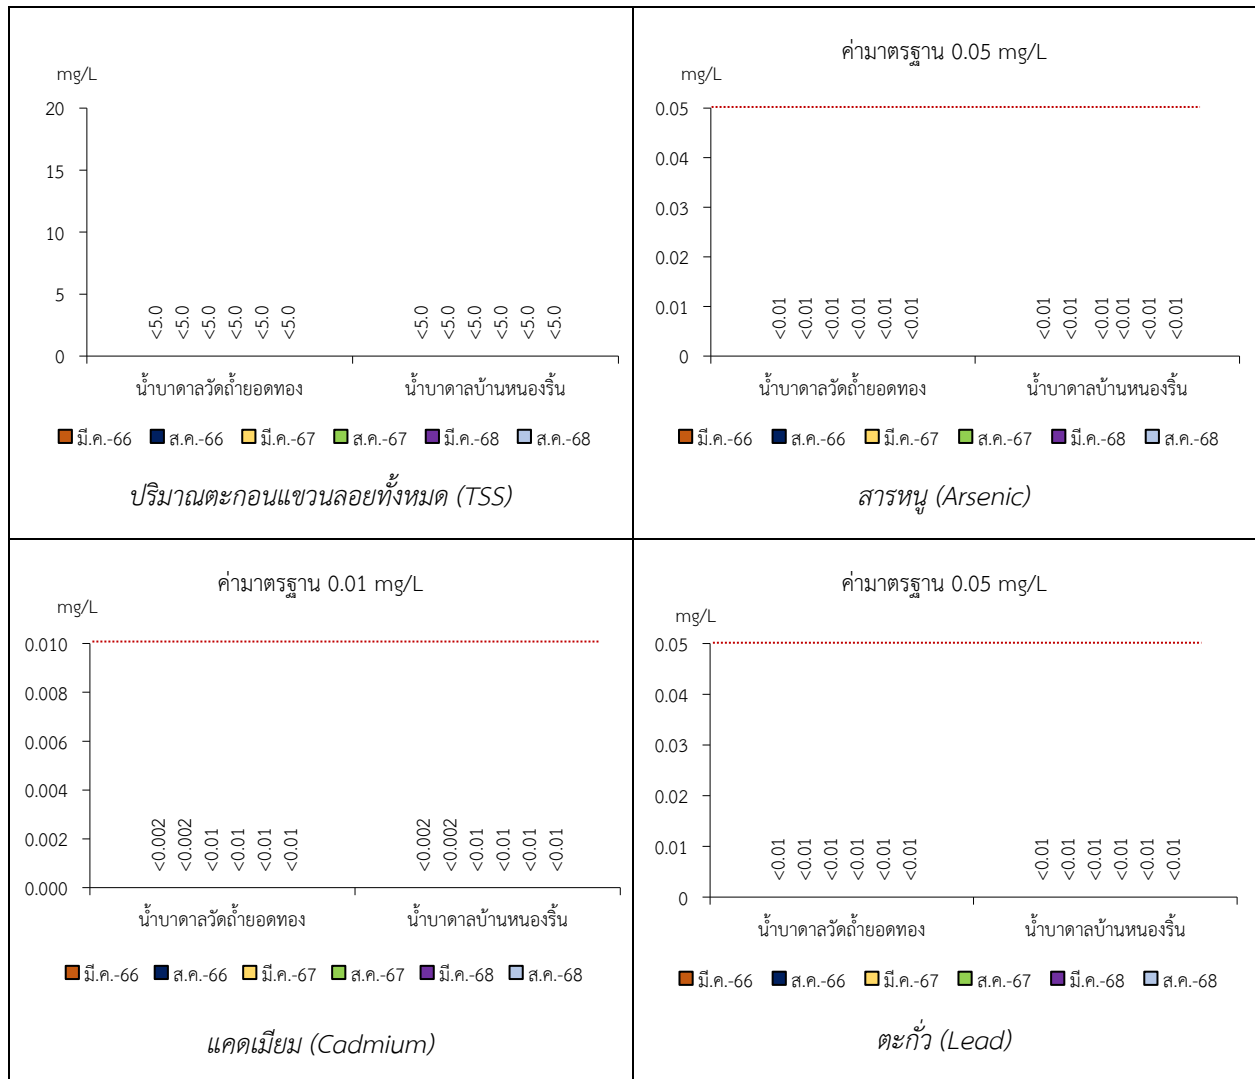 mg/L
20
15
10
5
0
<5.0 <5.0 <5.0 <5.0 <5.0 <5.0 <5.0 <5.0 <5.0 <5.0 <5.0 <5.0
น้ำบาดาลวัดถ้ำยอดทอง น้ำบาดาลบ้านหนองริ้น
มี.ค.-66 ส.ค.-66 มี.ค.-67 ส.ค.-67 มี.ค.-68 ส.ค.-68
ปริมาณตะกอนแขวนลอยทั้งหมด (TSS)
ค่ามาตรฐาน 0.05 mg/L
mg/L
0.05
0.04
0.03
0.02
0.01
0
<0.01 <0.01 <0.01 <0.01 <0.01 <0.01 <0.01 <0.01 <0.01 <0.01 <0.01 <0.01
น้ำบาดาลวัดถ้ำยอดทอง น้ำบาดาลบ้านหนองริ้น
มี.ค.-66 ส.ค.-66 มี.ค.-67 ส.ค.-67 มี.ค.-68 ส.ค.-68
สารหนู (Arsenic)
ค่ามาตรฐาน 0.01 mg/L
mg/L
0.010
0.008
0.006
0.004
0.002
0.000
<0.002 <0.002 <0.01 <0.01 <0.01 <0.01 <0.002 <0.002 <0.01 <0.01 <0.01 <0.01
น้ำบาดาลวัดถ้ำยอดทอง น้ำบาดาลบ้านหนองริ้น
มี.ค.-66 ส.ค.-66 มี.ค.-67 ส.ค.-67 มี.ค.-68 ส.ค.-68
แคดเมียม (Cadmium)
ค่ามาตรฐาน 0.05 mg/L
mg/L
0.05
0.04
0.03
0.02
0.01
0
<0.01 <0.01 <0.01 <0.01 <0.01 <0.01 <0.01 <0.01 <0.01 <0.01 <0.01 <0.01
น้ำบาดาลวัดถ้ำยอดทอง น้ำบาดาลบ้านหนองริ้น
มี.ค.-66 ส.ค.-66 มี.ค.-67 ส.ค.-67 มี.ค.-68 ส.ค.-68
ตะกั่ว (Lead)